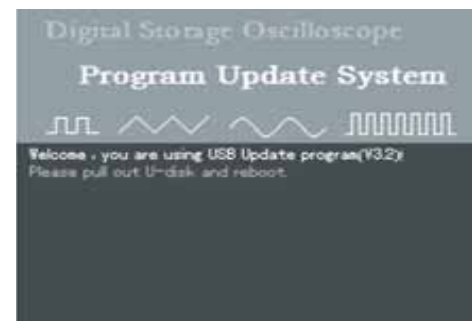 Digital Storage Oscilloscope
Program Update System
Welcome , you are using USB Update program(V3.2)!
Please pull out U-disk and reboot.